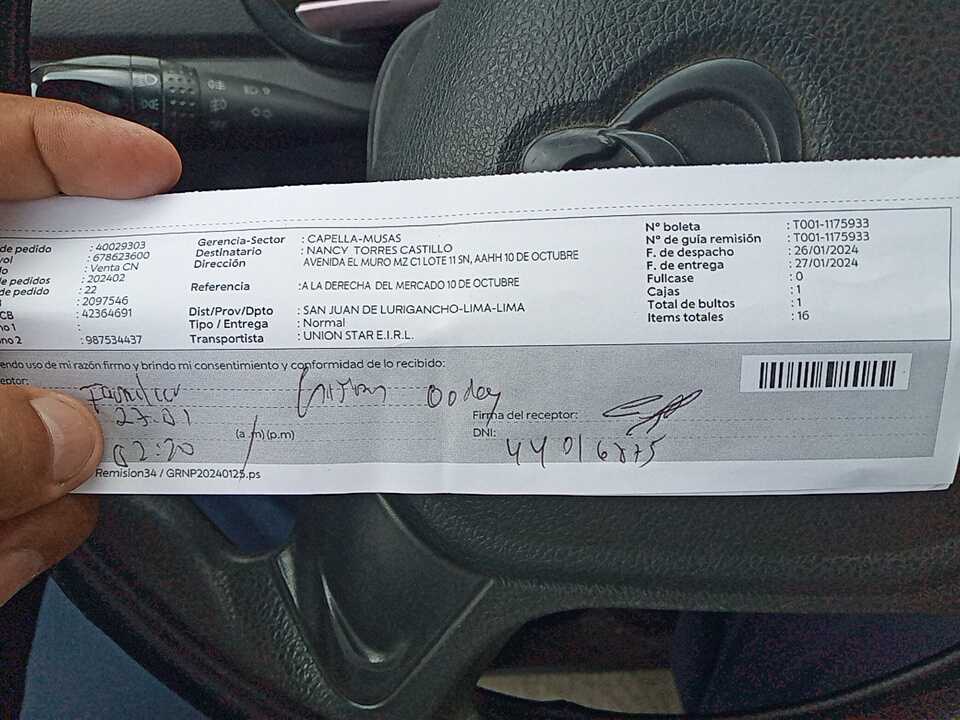 de pedido : 40029303 Gerencia-Sector : CAPELLA-MUSAS Nº boleta : T001-1175933
vol : 678623600 Destinatario : NANCY TORRES CASTILLO Nº de guía remisión : T001-1175933
do : Venta CN Dirección AVENIDA EL MURO MZ C1 LOTE 11 SN, AAHH 10 DE OCTUBRE F. de despacho : 26/01/2024
de pedidos : 202402 F. de entrega : 27/01/2024
de pedido : 22 Referencia : A LA DERECHA DEL MERCADO 10 DE OCTUBRE Fullcase : 0
: 2097546 Cajas : 1
CB : 42364691 Dist/Prov/Dpto : SAN JUAN DE LURIGANCHO-LIMA-LIMA Total de bultos : 1
no 1 : Tipo / Entrega : Normal Items totales : 16
no 2 : 987534437 Transportista : UNION STAR E.I.R.L.
endo uso de mi razón firmo y brindo mi consentimiento y conformidad de lo recibido:
eptor:
27.01 Firma del receptor:
02:20 (a.m) (p.m) DNI: 44016875
Remision34 / GRNP20240125.ps